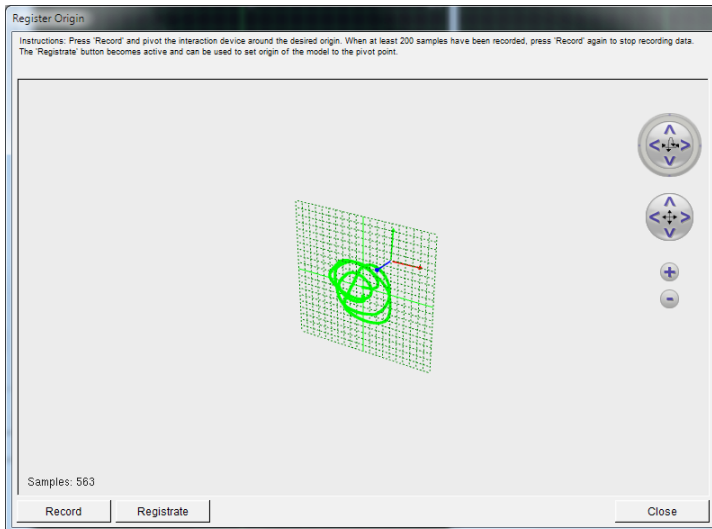 Register Origin
Instructions: Press 'Record' and pivot the interaction device around the desired origin. When at least 200 samples have been recorded, press 'Record' again to stop recording data.
The 'Registrate' button becomes active and can be used to set origin of the model to the pivot point.
Samples: 563
Record Registrate Close